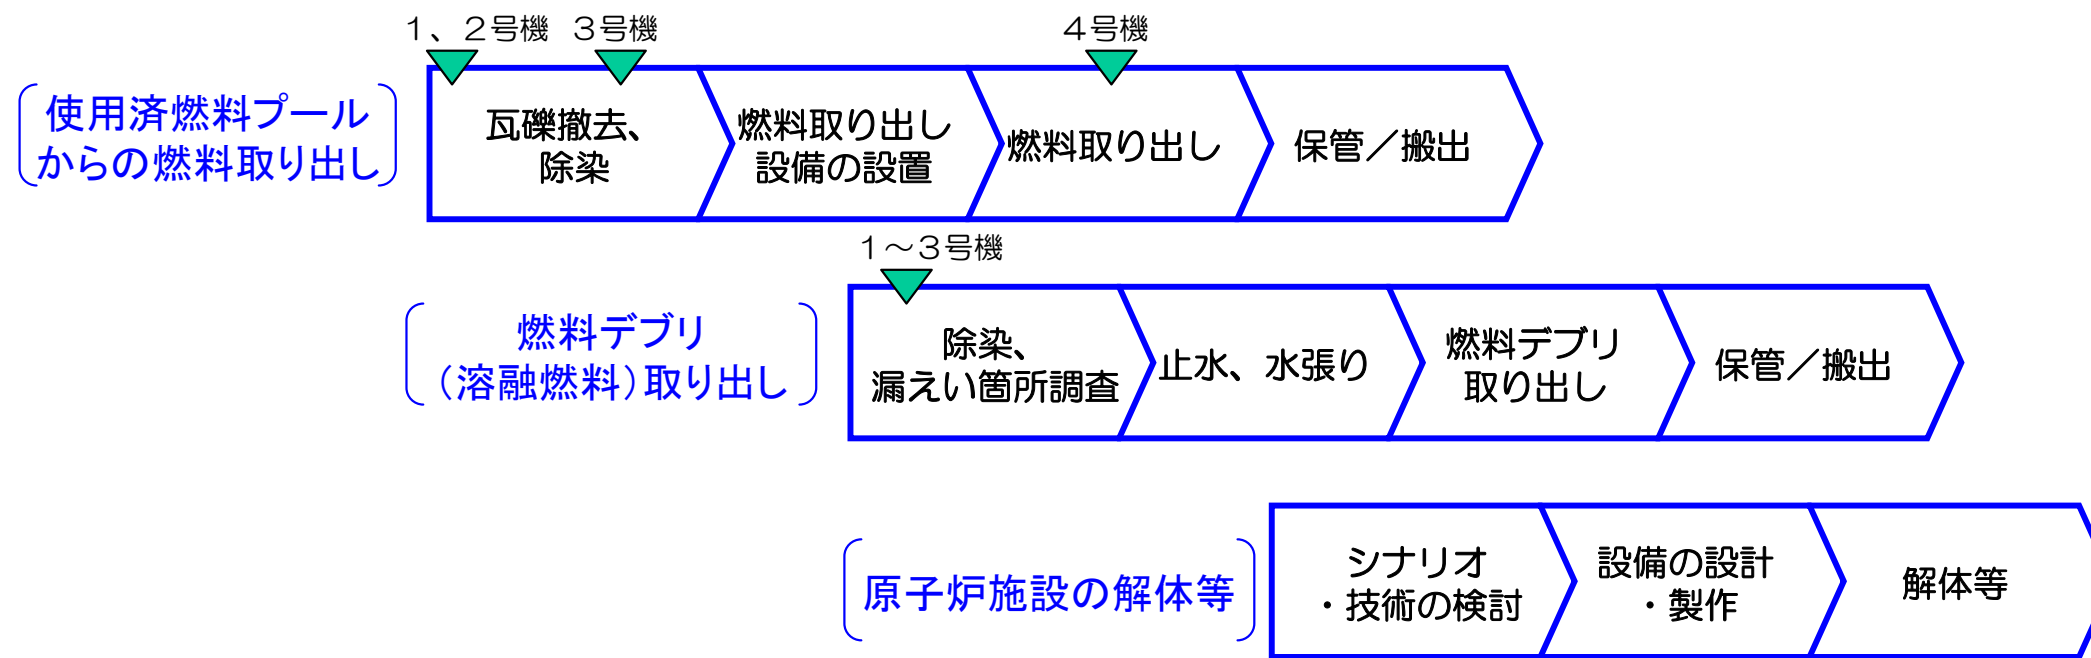 １、２号機
３号機
４号機
使用済燃料プール
からの燃料取り出し
瓦礫撤去、
除染
燃料取り出し
設備の設置
燃料取り出し
保管／搬出
１～３号機
燃料デブリ
（溶融燃料）取り出し
除染、
漏えい箇所調査
止水、水張り
燃料デブリ
取り出し
保管／搬出
原子炉施設の解体等
シナリオ
・技術の検討
設備の設計
・製作
解体等